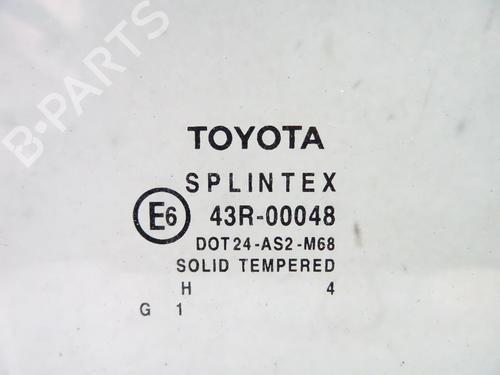 B-PARTS
TOYOTA
SPLINTEX
E6 43R-00048
DOT24-AS2-M68
SOLID TEMPERED
H 4
G 1